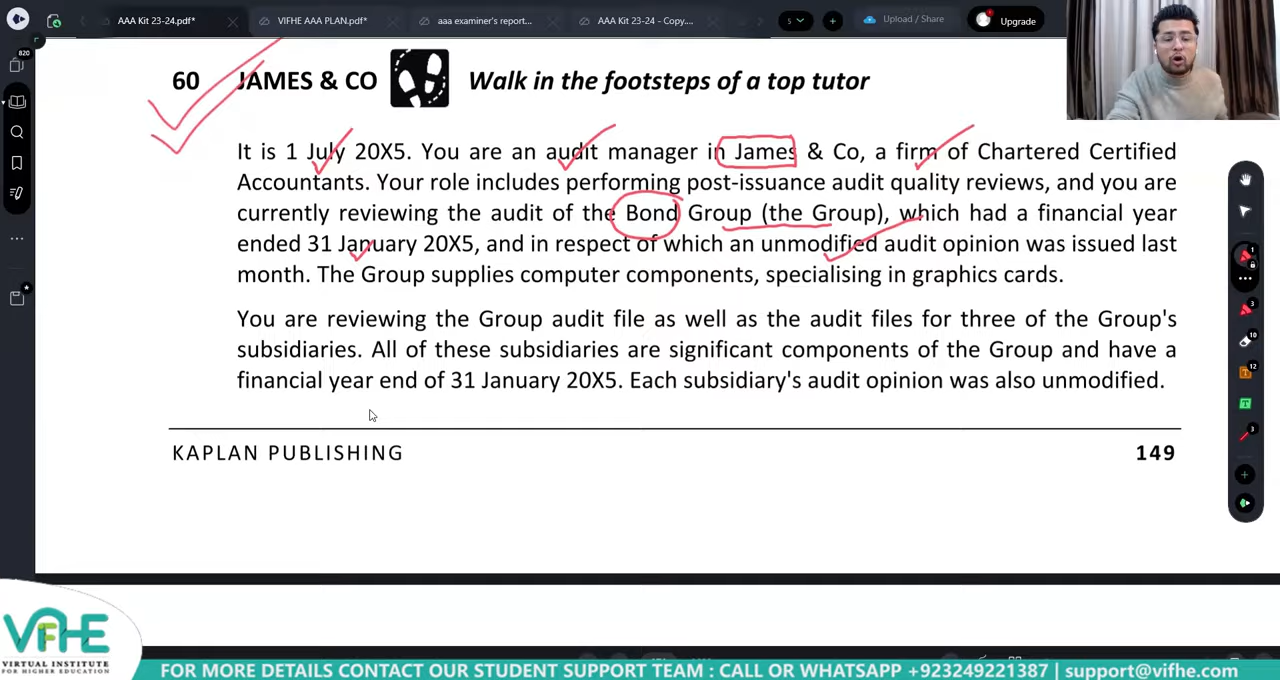 AAA Kit 23-24.pdf*
VIFHE AAA PLAN.pdf*
aaa examiner's report...
AAA Kit 23-24 - Copy....
5
Upload / Share
Upgrade
820
60 JAMES & CO Walk in the footsteps of a top tutor
It is 1 July 20X5. You are an audit manager in James & Co, a firm of Chartered Certified
Accountants. Your role includes performing post-issuance audit quality reviews, and you are
currently reviewing the audit of the Bond Group (the Group), which had a financial year
ended 31 January 20X5, and in respect of which an unmodified audit opinion was issued last
month. The Group supplies computer components, specialising in graphics cards.
You are reviewing the Group audit file as well as the audit files for three of the Group's
subsidiaries. All of these subsidiaries are significant components of the Group and have a
financial year end of 31 January 20X5. Each subsidiary's audit opinion was also unmodified.
KAPLAN PUBLISHING 149
1
3
10
12
T
3
VIFHE
VIRTUAL INSTITUTE
FOR HIGHER EDUCATION
FOR MORE DETAILS CONTACT OUR STUDENT SUPPORT TEAM : CALL OR WHATSAPP +923249221387 | support@vifhe.com